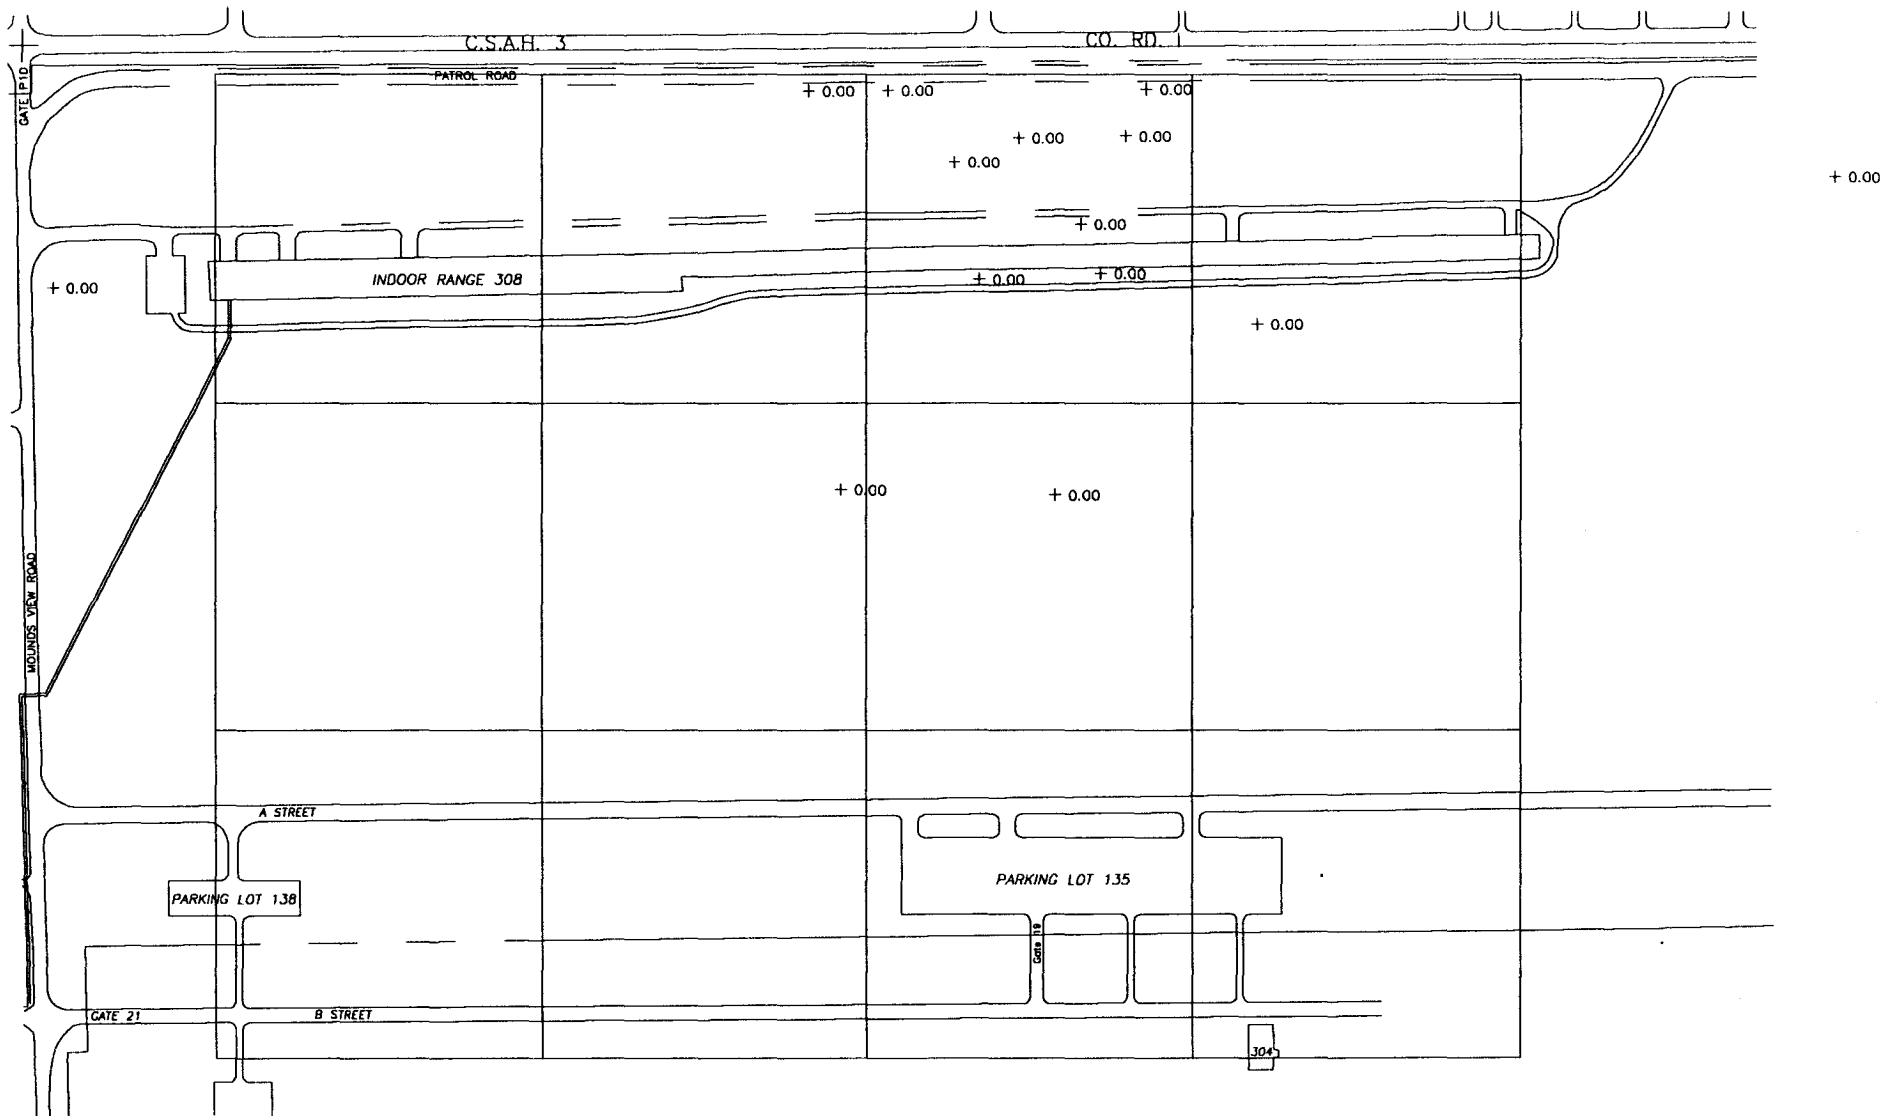 C.S.A.H. 3
CO. RD. I
GATE P1D
PATROL ROAD
+ 0.00
+ 0.00
+ 0.00
+ 0.00
+ 0.00
+ 0.00
+ 0.00
+ 0.00
INDOOR RANGE 308
+ 0.00
+ 0.00
+ 0.00
+ 0.00
+ 0.00
+ 0.00
MOUNDS VIEW ROAD
A STREET
PARKING LOT 135
PARKING LOT 138
Gate 19
GATE 21
B STREET
304